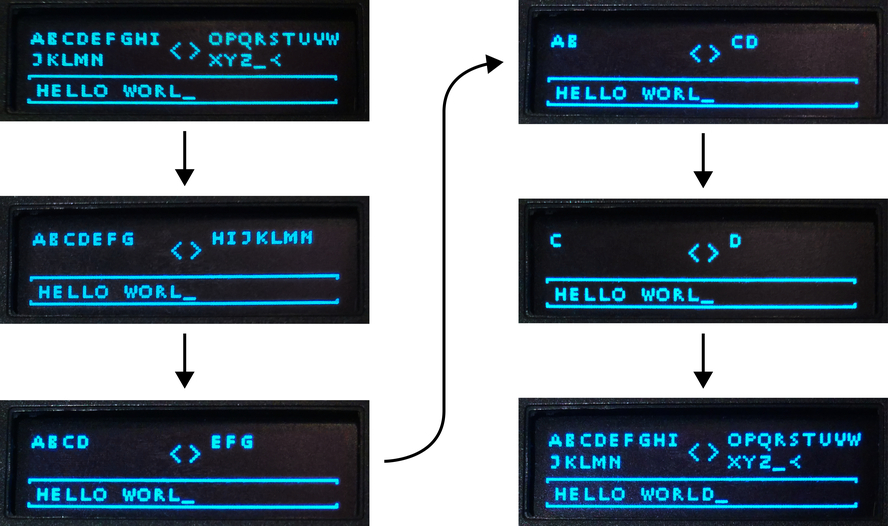 ABCDEFGHI <> OPQRSTUVW
JKLMN XYZ_<
HELLO WORL_
ABCDEFG <> HIJKLMN
HELLO WORL_
ABCD <> EFG
HELLO WORL_
AB <> CD
HELLO WORL_
C <> D
HELLO WORL_
ABCDEFGHI <> OPQRSTUVW
JKLMN XYZ_<
HELLO WORLD_